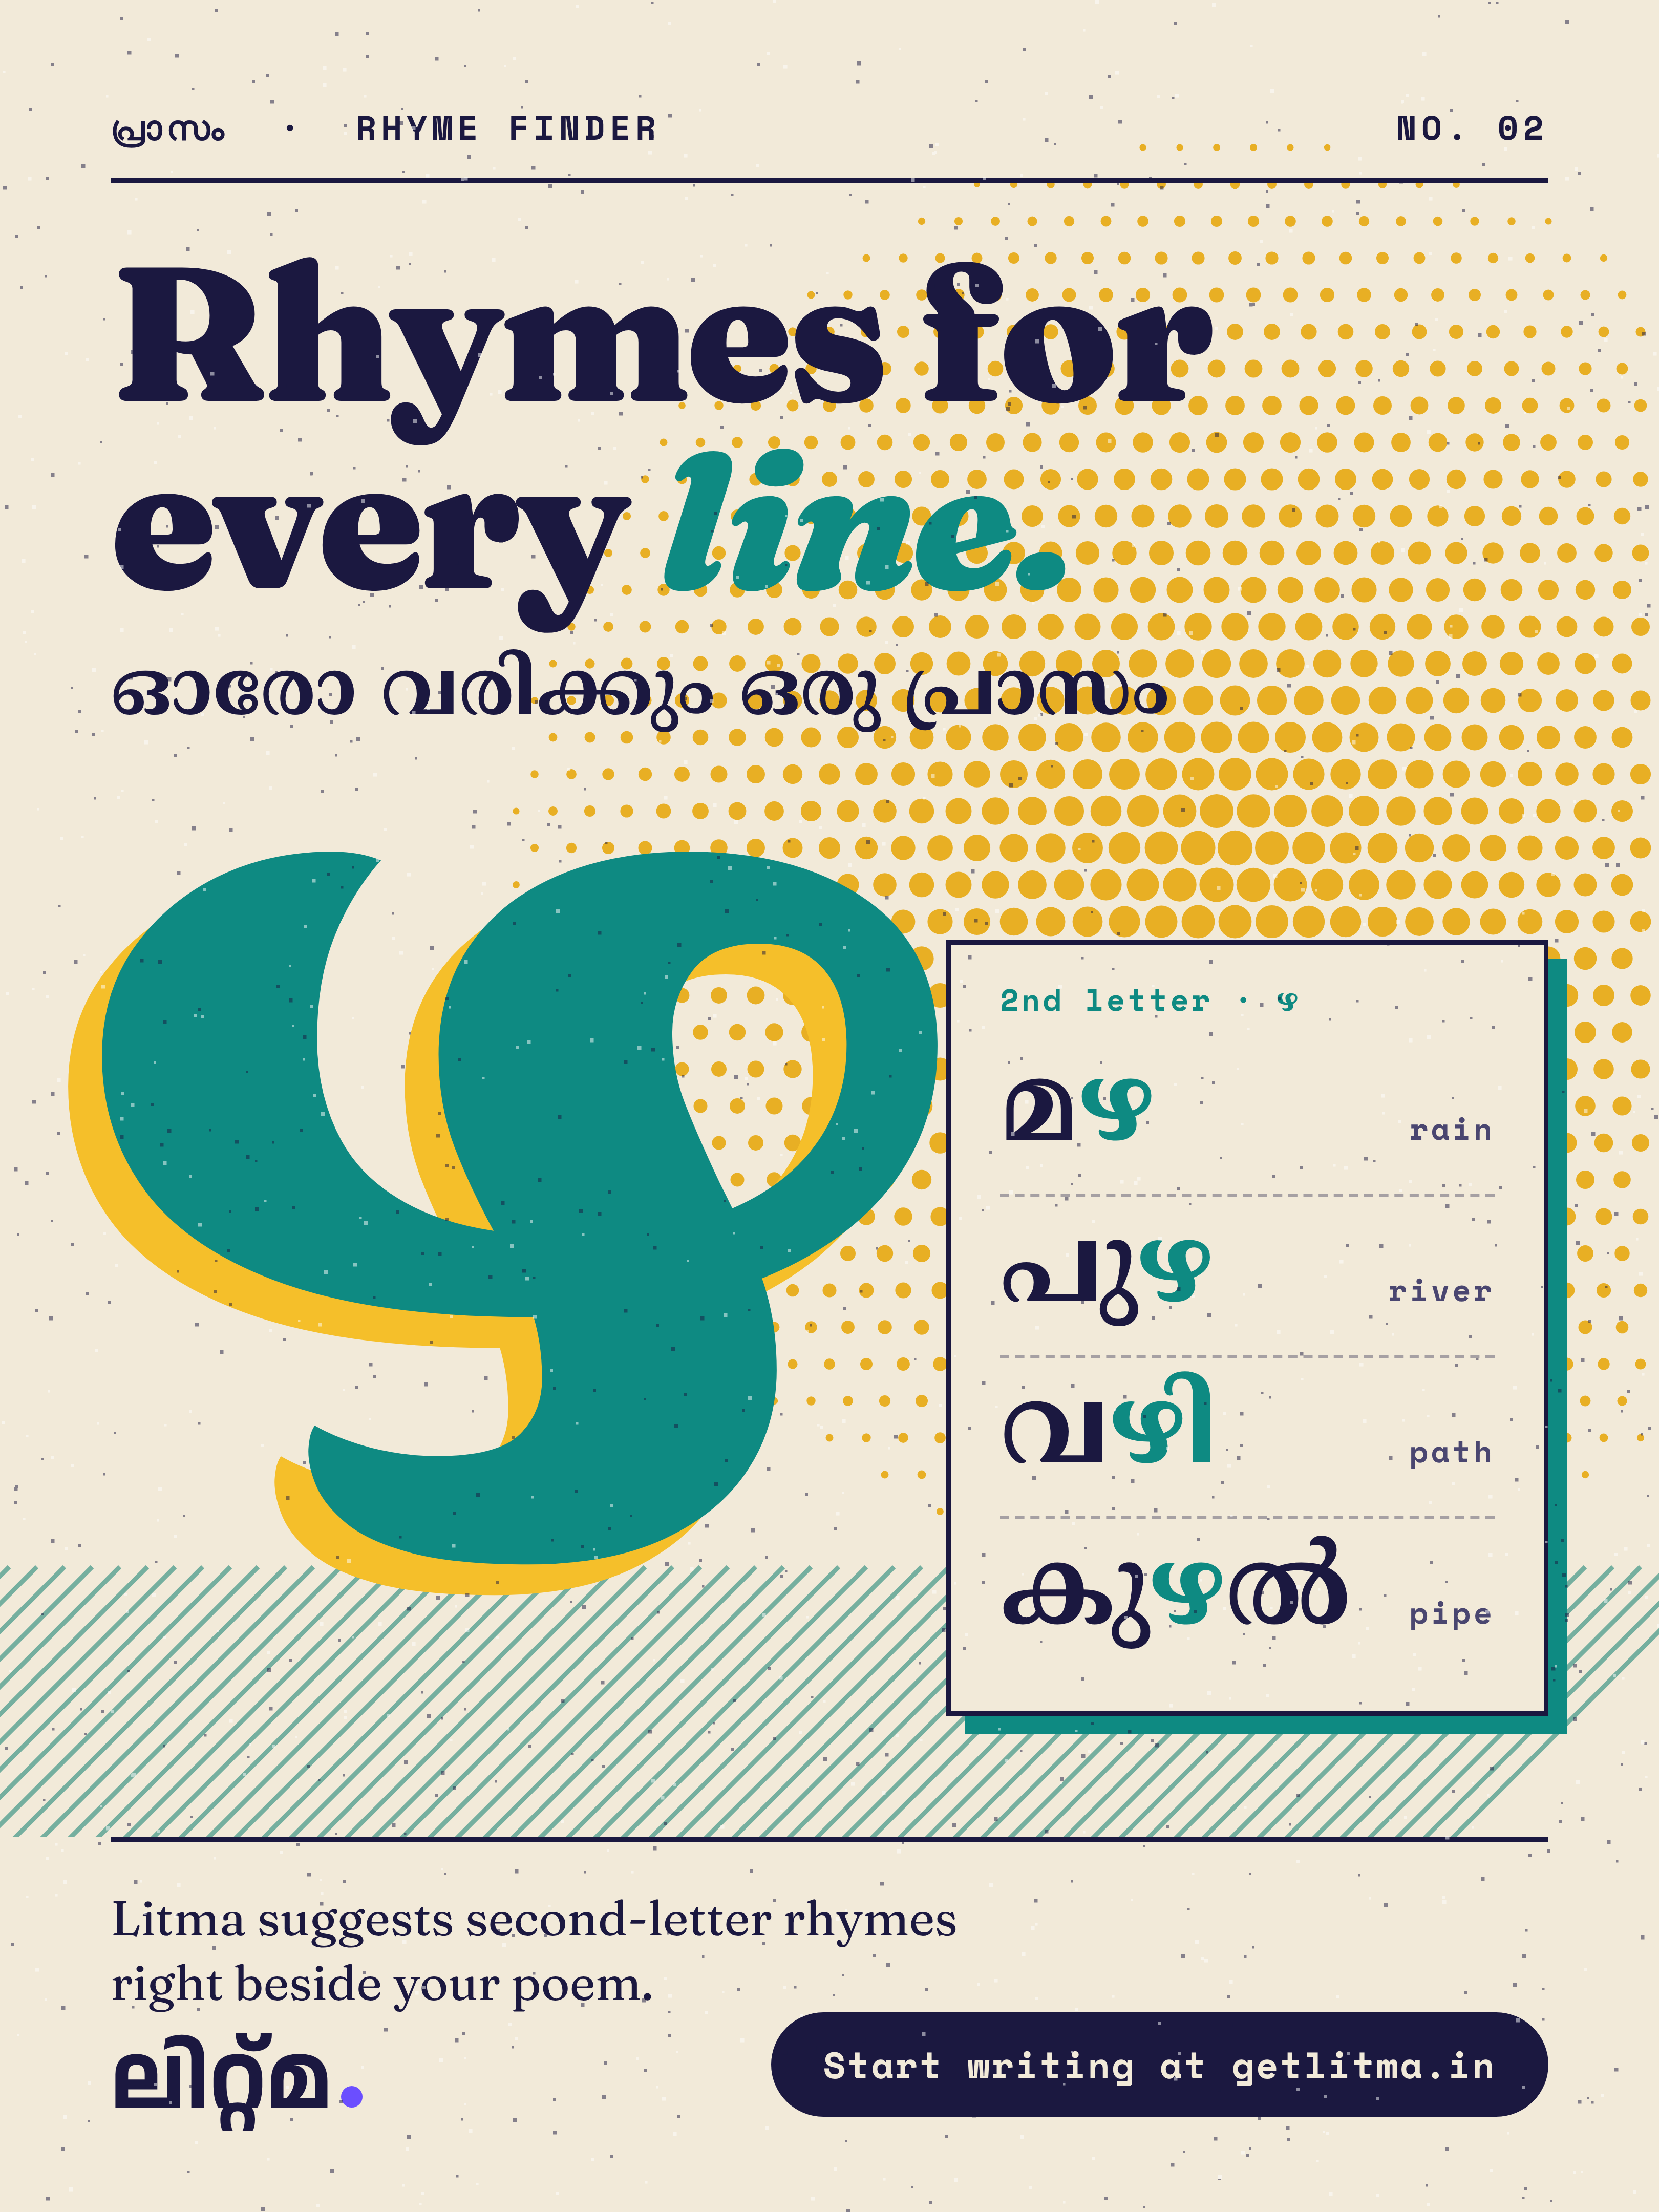 പ്രാസം · RHYME FINDER NO. 02
Rhymes for
every line.
ഓരോ വരിക്കും ഒരു പ്രാസം
ഴ
2nd letter · ഴ
മഴ rain
പുഴ river
വഴി path
കുഴൽ pipe
Litma suggests second-letter rhymes
right beside your poem.
ലിറ്റ്മ.
Start writing at getlitma.in